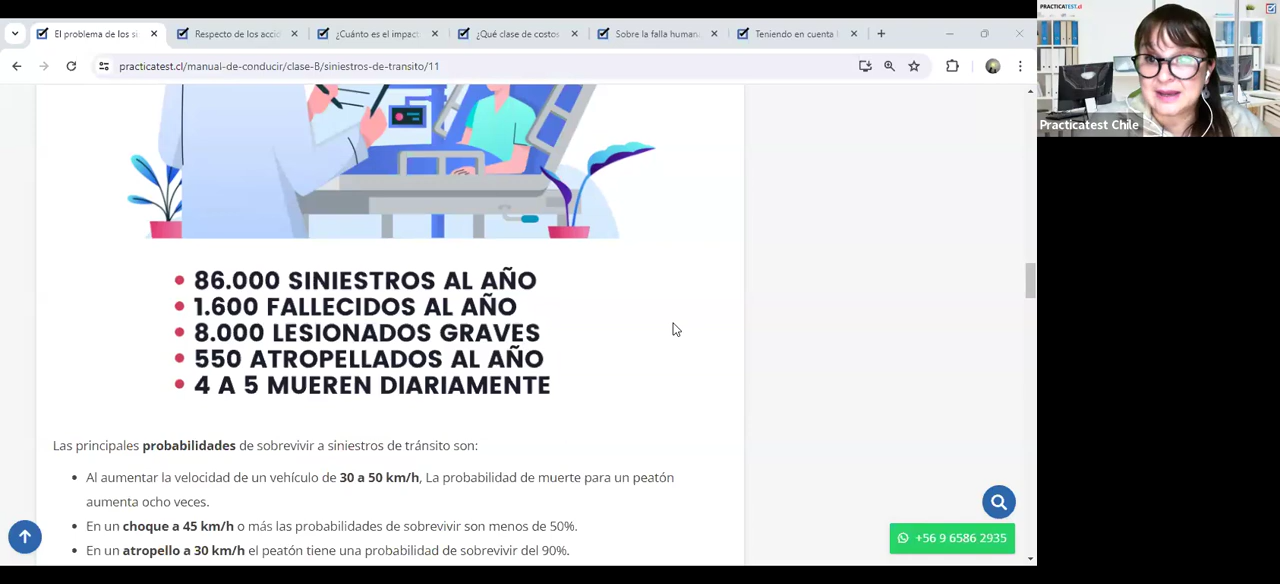 El problema de los si
Respecto de los accid
¿Cuánto es el impact
¿Qué clase de costos
Sobre la falla human
Teniendo en cuenta l
practicatest.cl/manual-de-conducir/clase-B/siniestros-de-transito/11
PRACTICATEST.cl
Practicatest Chile
86.000 SINIESTROS AL AÑO
1.600 FALLECIDOS AL AÑO
8.000 LESIONADOS GRAVES
550 ATROPELLADOS AL AÑO
4 A 5 MUEREN DIARIAMENTE
Las principales probabilidades de sobrevivir a siniestros de tránsito son:
Al aumentar la velocidad de un vehículo de 30 a 50 km/h, La probabilidad de muerte para un peatón
aumenta ocho veces.
En un choque a 45 km/h o más las probabilidades de sobrevivir son menos de 50%.
En un atropello a 30 km/h el peatón tiene una probabilidad de sobrevivir del 90%.
+56 9 6586 2935